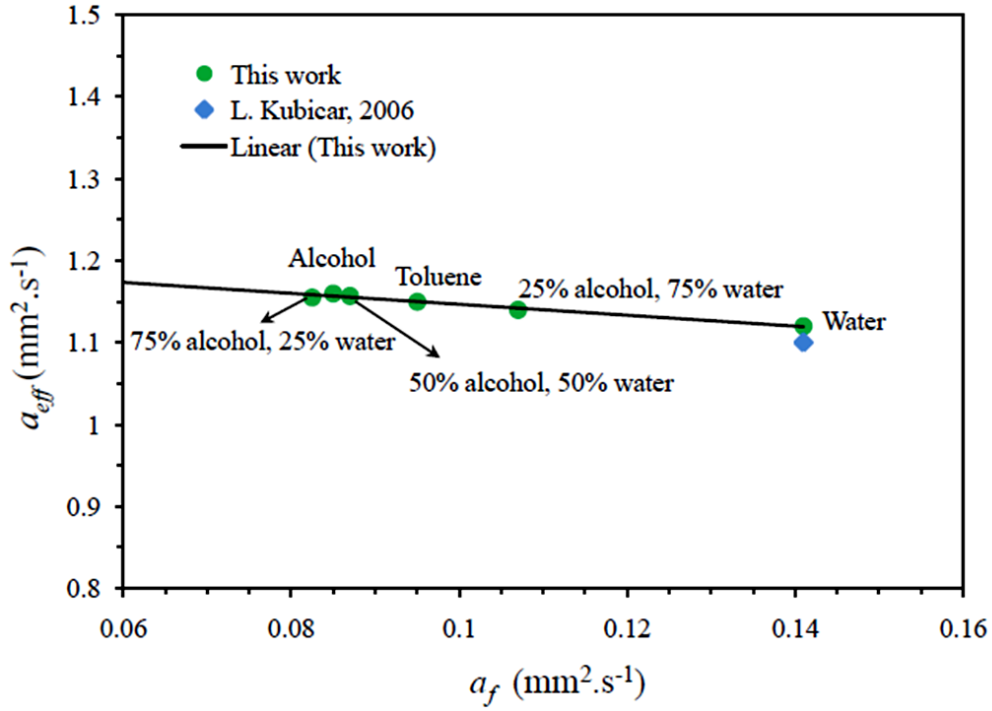 1.5
1.4
1.3
1.2
1.1
1
0.9
0.8
a_eff (mm².s⁻¹)
This work
L. Kubicar, 2006
Linear (This work)
Alcohol
Toluene
25% alcohol, 75% water
Water
75% alcohol, 25% water
50% alcohol, 50% water
0.06 0.08 0.1 0.12 0.14 0.16
a_f (mm².s⁻¹)